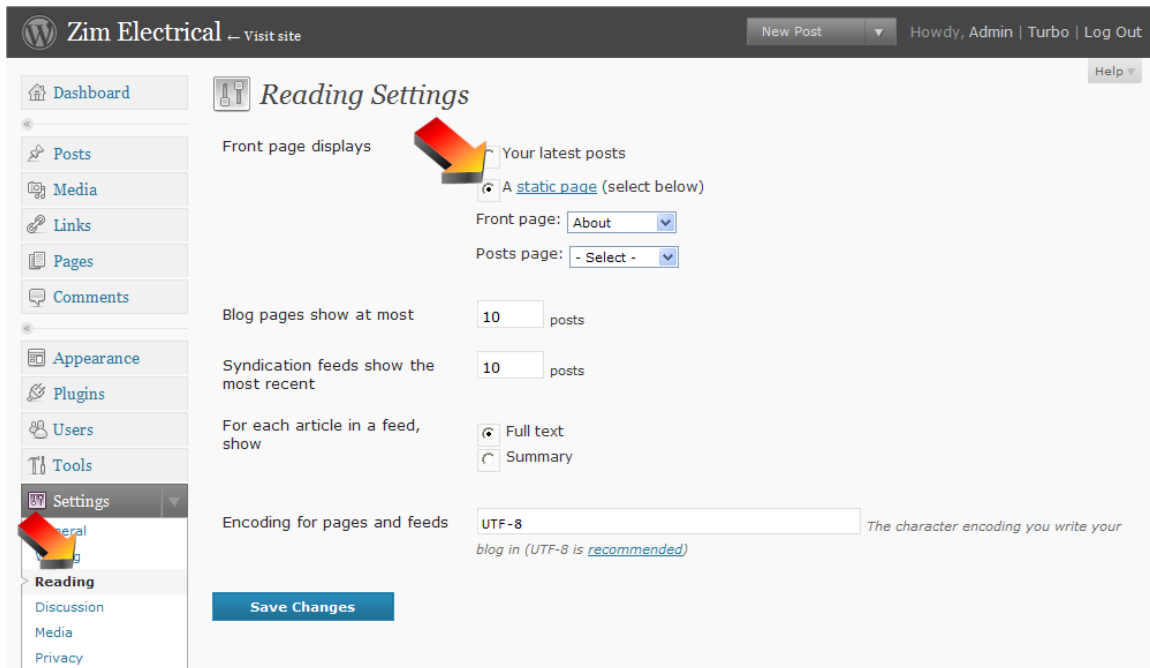 Zim Electrical ← Visit site
New Post
Howdy, Admin | Turbo | Log Out
Help
Dashboard
Posts
Media
Links
Pages
Comments
Appearance
Plugins
Users
Tools
Settings
Reading
Discussion
Media
Privacy
Reading Settings
Front page displays
Your latest posts
A static page (select below)
Front page: About
Posts page: - Select -
Blog pages show at most
10 posts
Syndication feeds show the
most recent
10 posts
For each article in a feed,
show
Full text
Summary
Encoding for pages and feeds
UTF-8
The character encoding you write your
blog in (UTF-8 is recommended)
Save Changes